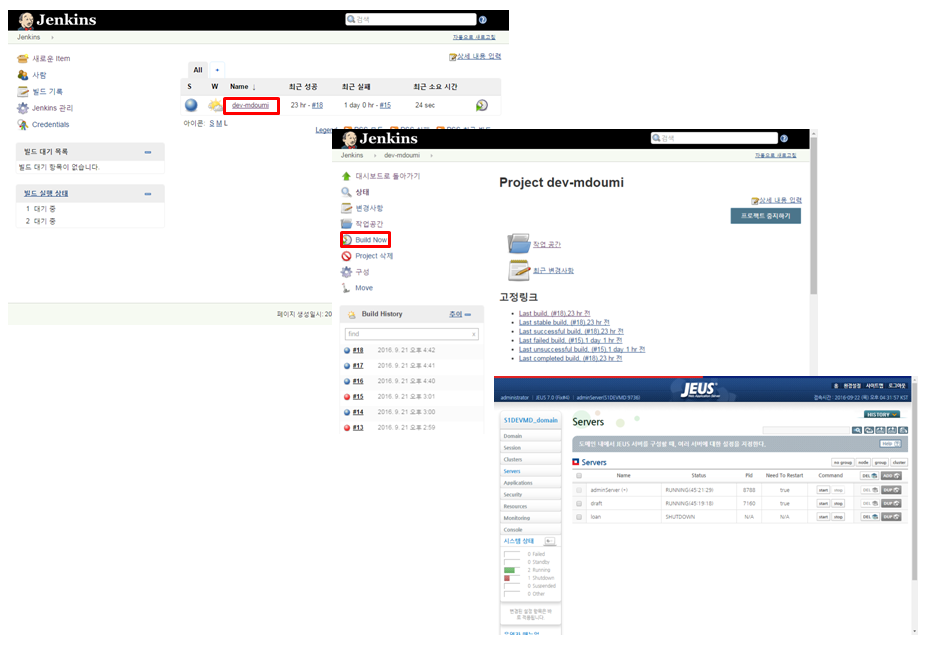 Jenkins
검색
Jenkins
자동으로 새로고침
새로운 Item
사람
빌드 기록
Jenkins 관리
Credentials
빌드 대기 목록
빌드 대기 항목이 없습니다.
빌드 실행 상태
1 대기 중
2 대기 중
상세 내용 입력
All +
S W Name ↓ 최근 성공 최근 실패 최근 소요 시간
dev-mdoumi 23 hr - #18 1 day 0 hr - #15 24 sec
아이콘: S M L
페이지 생성일시: 20
Jenkins
검색
Jenkins dev-mdoumi
자동으로 새로고침
대시보드로 돌아가기
상태
변경사항
작업공간
Build Now
Project 삭제
구성
Move
Build History 추이
find x
#18 2016. 9. 21 오후 4:42
#17 2016. 9. 21 오후 4:41
#16 2016. 9. 21 오후 4:40
#15 2016. 9. 21 오후 3:01
#14 2016. 9. 21 오후 3:00
#13 2016. 9. 21 오후 2:59
Project dev-mdoumi
상세 내용 입력
프로젝트 중지하기
작업 공간
최근 변경사항
고정링크
Last build, (#18),23 hr 전
Last stable build, (#18),23 hr 전
Last successful build, (#18),23 hr 전
Last failed build, (#15),1 day 1 hr 전
Last unsuccessful build, (#15),1 day 1 hr 전
Last completed build, (#18),23 hr 전
JEUS
Web Application Server
홈 환경설정 사이트맵 로그아웃
administrator JEUS 7.0 (Fix#4) adminServer(S1DEVMD:9736)
접속시간 : 2016-09-22 (목) 오후 04:31:57 KST
HISTORY
S1DEVMD_domain
Domain
Session
Clusters
Servers
Applications
Security
Resources
Monitoring
Console
시스템 상태
0 Failed
0 Standby
2 Running
1 Shutdown
0 Suspended
0 Other
Servers
도메인 내에서 JEUS 서버를 구성할 때, 여러 서버에 대한 설정을 지원한다.
Servers
no group node group cluster
Name Status Pid Need To Restart Command DEL ADD
adminServer (*) RUNNING(45:21:29) 8788 true start stop DEL DUP
draft RUNNING(45:19:18) 7160 true start stop DEL DUP
loan SHUTDOWN N/A N/A start stop DEL DUP